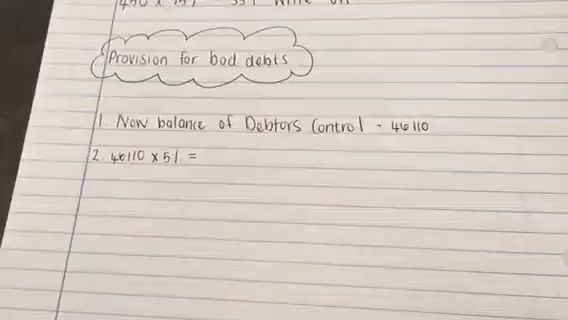 Provision for bad debts
1. New balance of Debtors Control - 46110
2. 46110 x 5% =